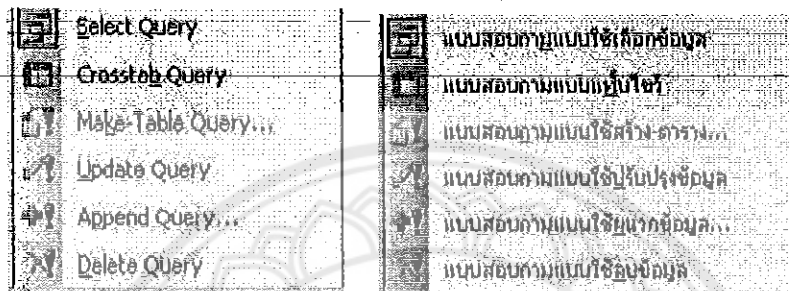 Select Query
Crosstab Query
Make-Table Query...
Update Query
Append Query...
Delete Query
แบบสอบถามแบบใช้เลือกข้อมูล
แบบสอบถามแบบแท็บไขว้
แบบสอบถามแบบใช้สร้าง-ตาราง...
แบบสอบถามแบบใช้ปรับปรุงข้อมูล
แบบสอบถามแบบใช้ผนวกข้อมูล...
แบบสอบถามแบบใช้ลบข้อมูล